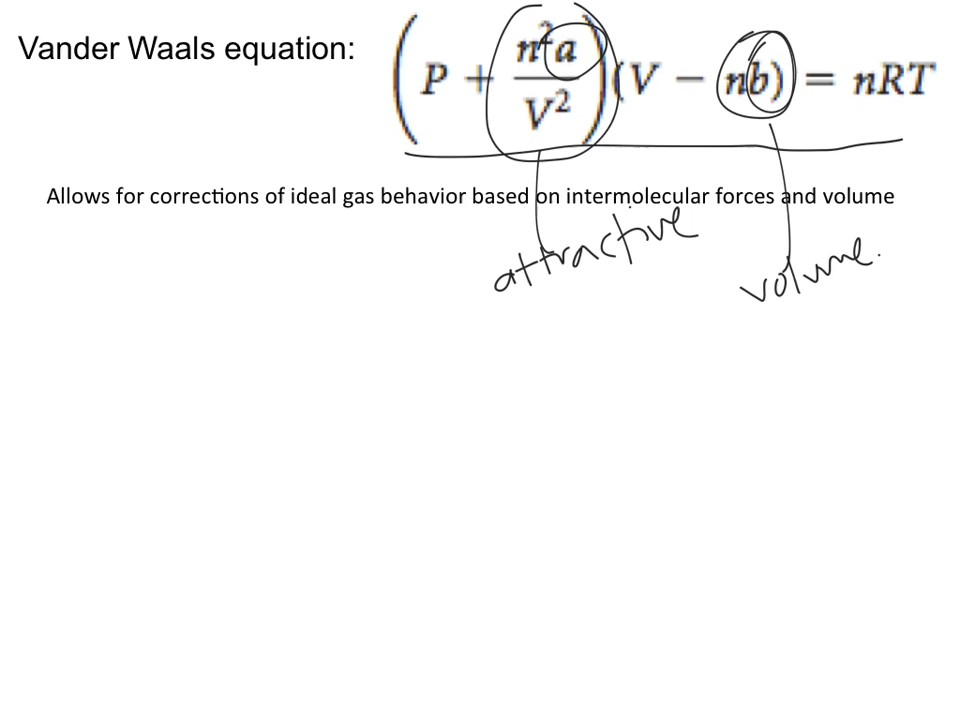 Vander Waals equation: (P + n²a/V²)(V − nb) = nRT
Allows for corrections of ideal gas behavior based on intermolecular forces and volume
attractive
volume.